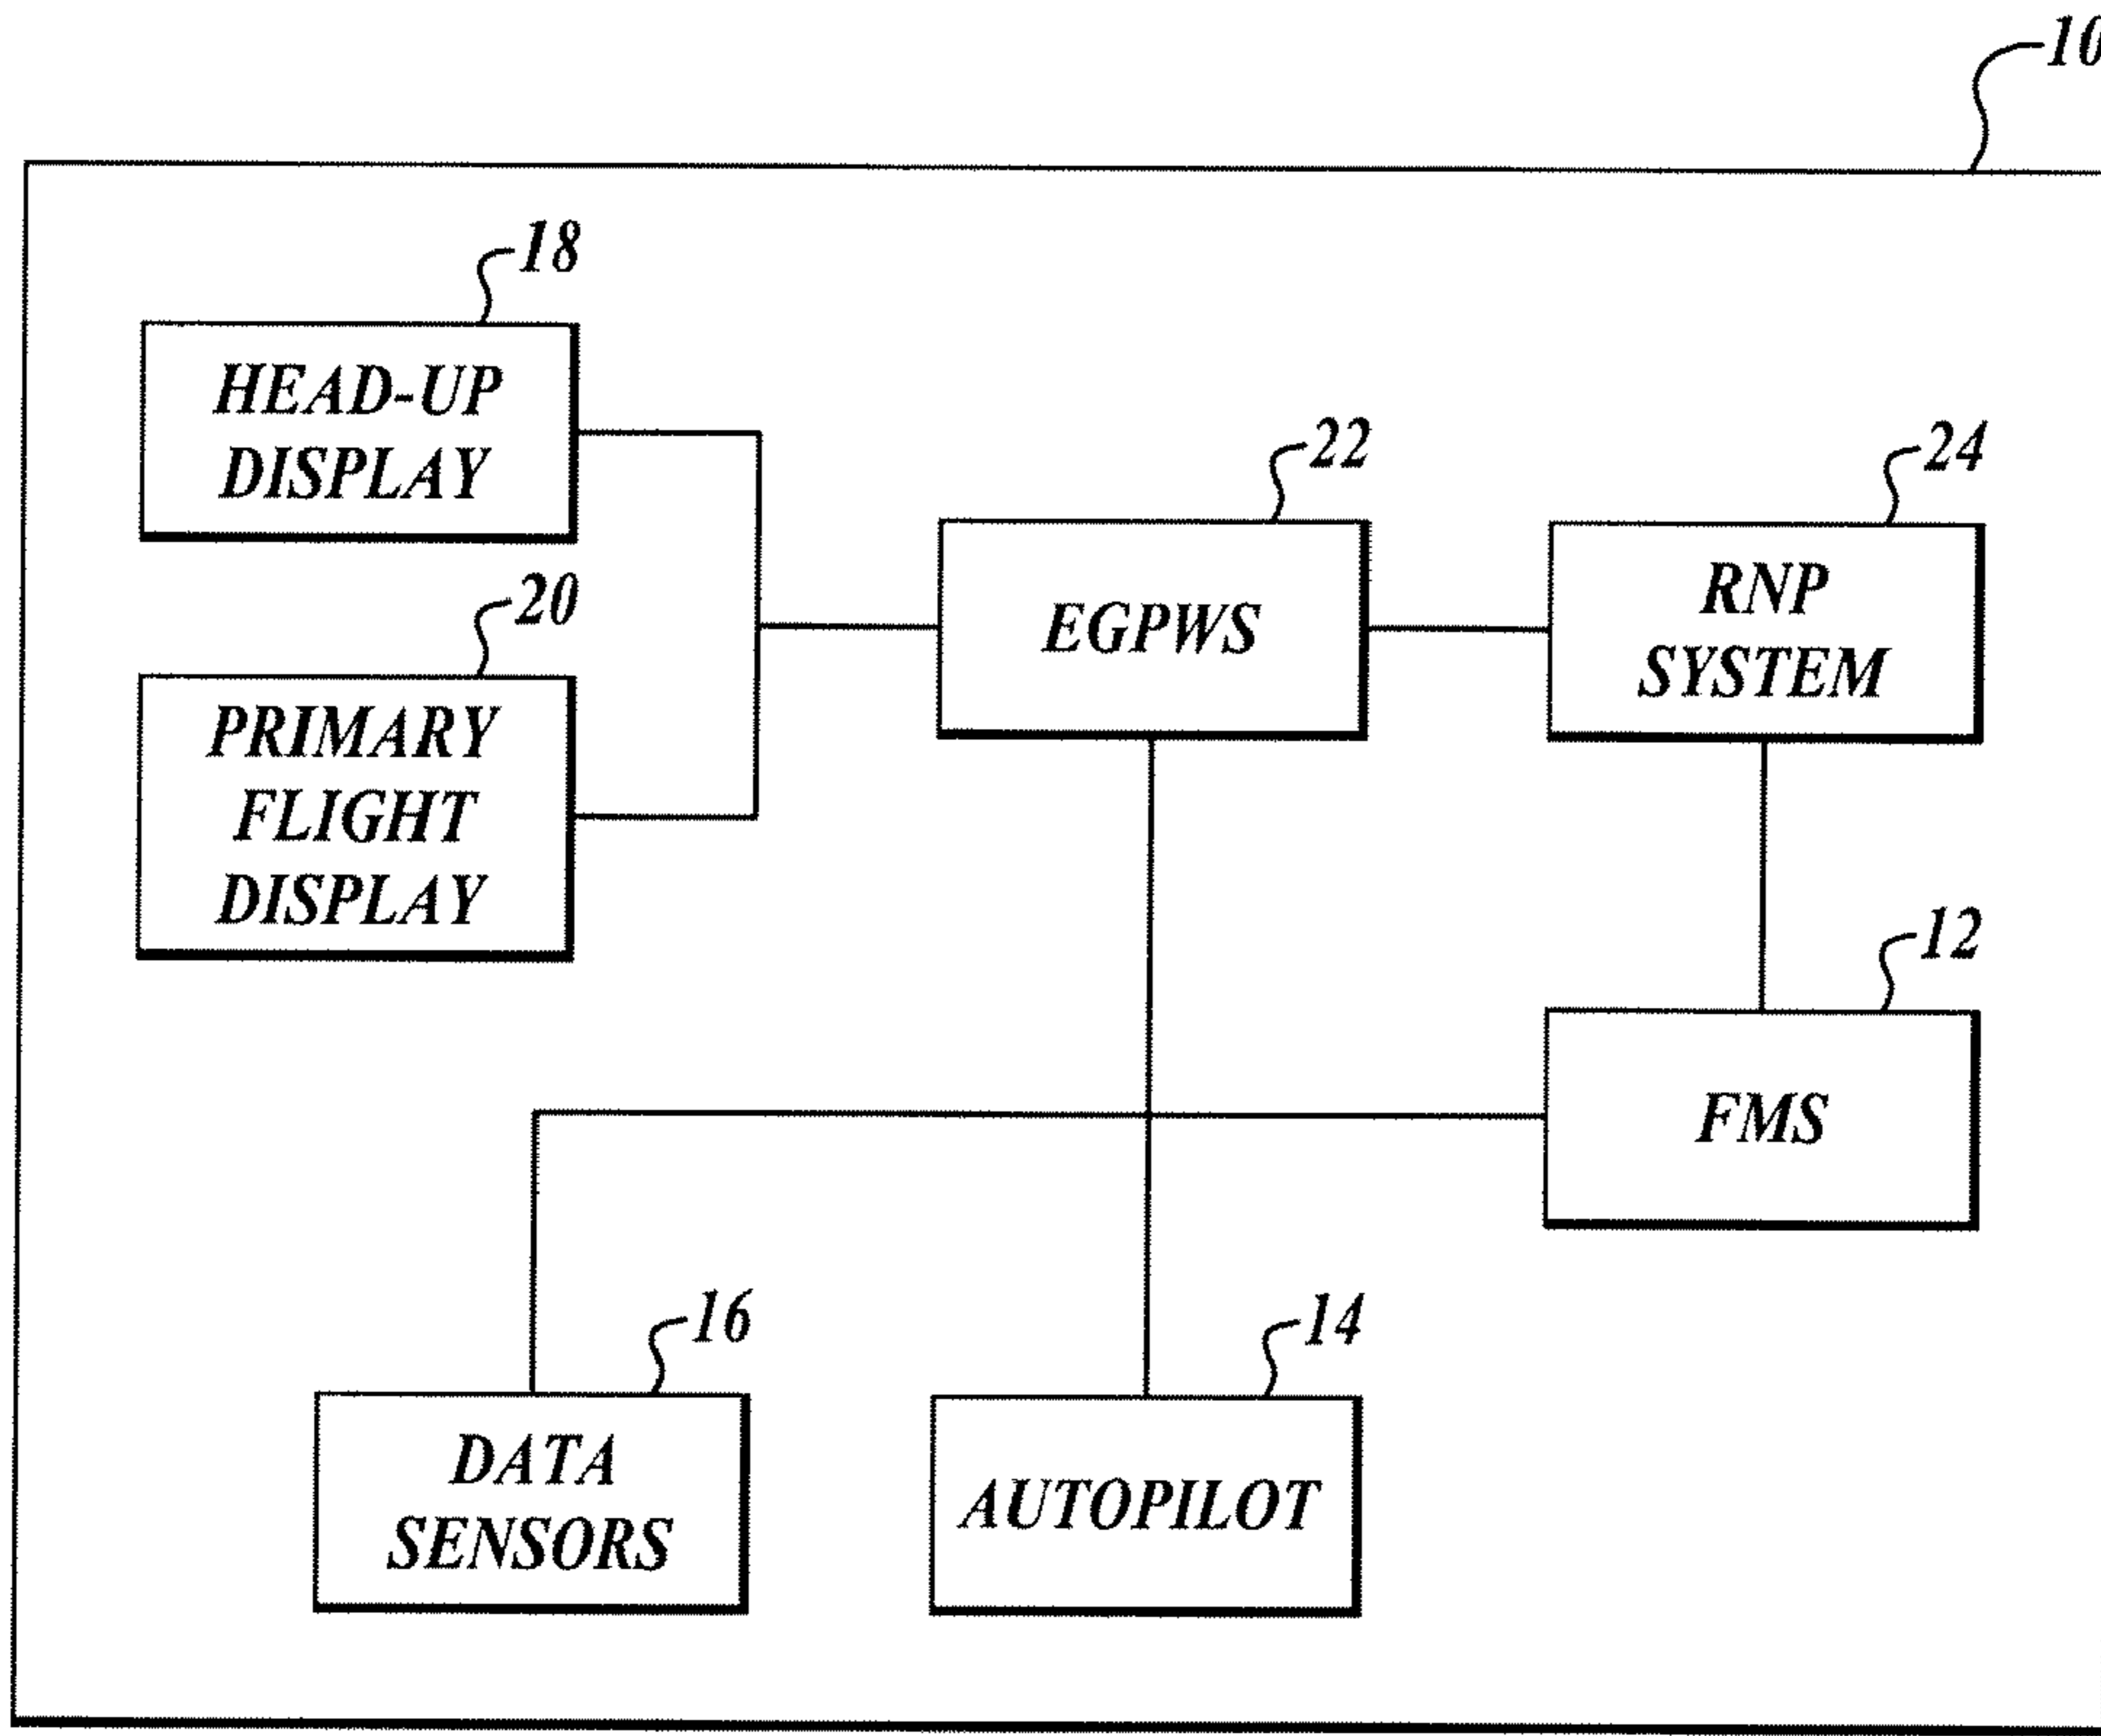 10
18
HEAD-UP
DISPLAY
20
PRIMARY
FLIGHT
DISPLAY
22
EGPWS
24
RNP
SYSTEM
12
FMS
16
DATA
SENSORS
14
AUTOPILOT